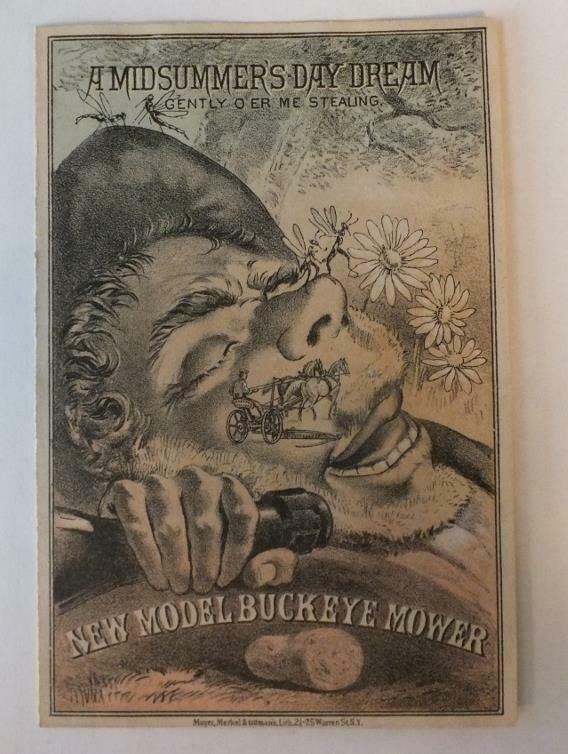 A MIDSUMMER'S·DAY DREAM
GENTLY O'ER ME STEALING.
NEW MODEL BUCKEYE MOWER
Mayer, Merkel & Ottmann, Lith. 21-25 Warren St. N.Y.